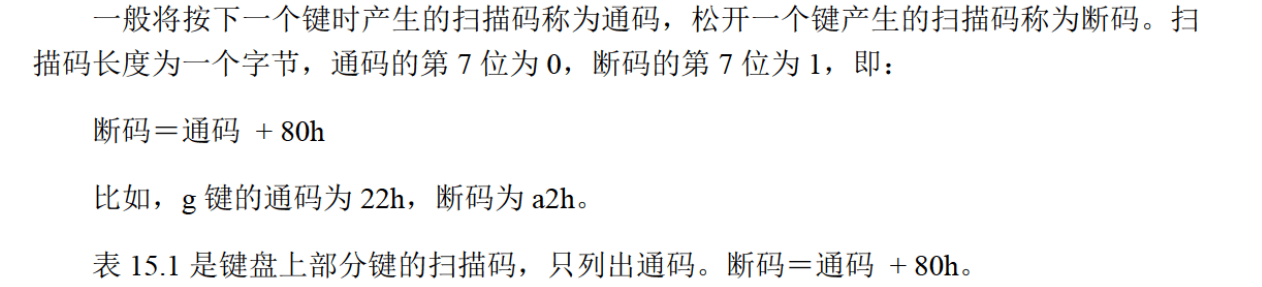 一般将按下一个键时产生的扫描码称为通码，松开一个键产生的扫描码称为断码。扫
描码长度为一个字节，通码的第 7 位为 0，断码的第 7 位为 1，即：
断码＝通码 + 80h
比如，g 键的通码为 22h，断码为 a2h。
表 15.1 是键盘上部分键的扫描码，只列出通码。断码＝通码 + 80h。